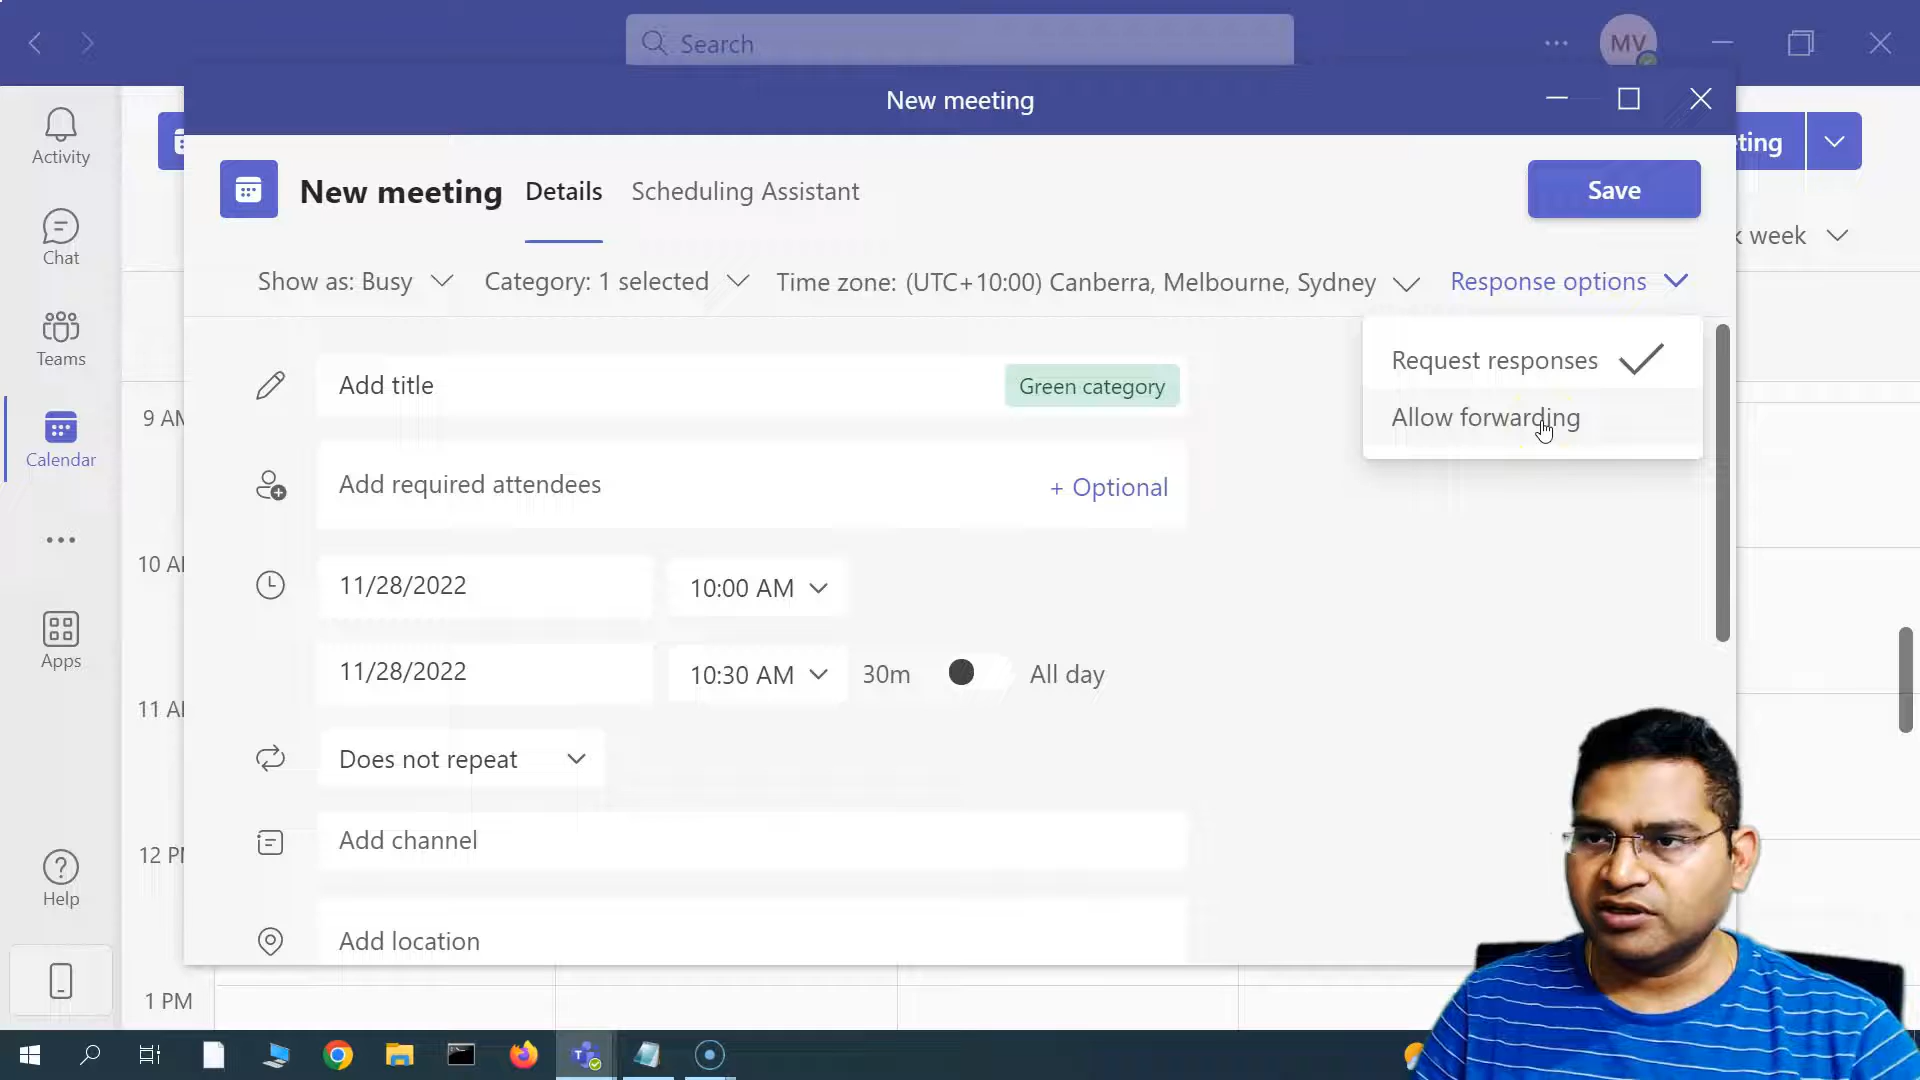 Search
MV
New meeting
New meeting
Details
Scheduling Assistant
Save
ting
Activity
Chat
Teams
Calendar
Apps
Help
Show as: Busy
Category: 1 selected
Time zone: (UTC+10:00) Canberra, Melbourne, Sydney
Response options
k week
Request responses
Allow forwarding
Add title
Green category
Add required attendees
+ Optional
11/28/2022
10:00 AM
11/28/2022
10:30 AM
30m
All day
Does not repeat
Add channel
Add location
9 AM
10 AM
11 AM
12 PM
1 PM